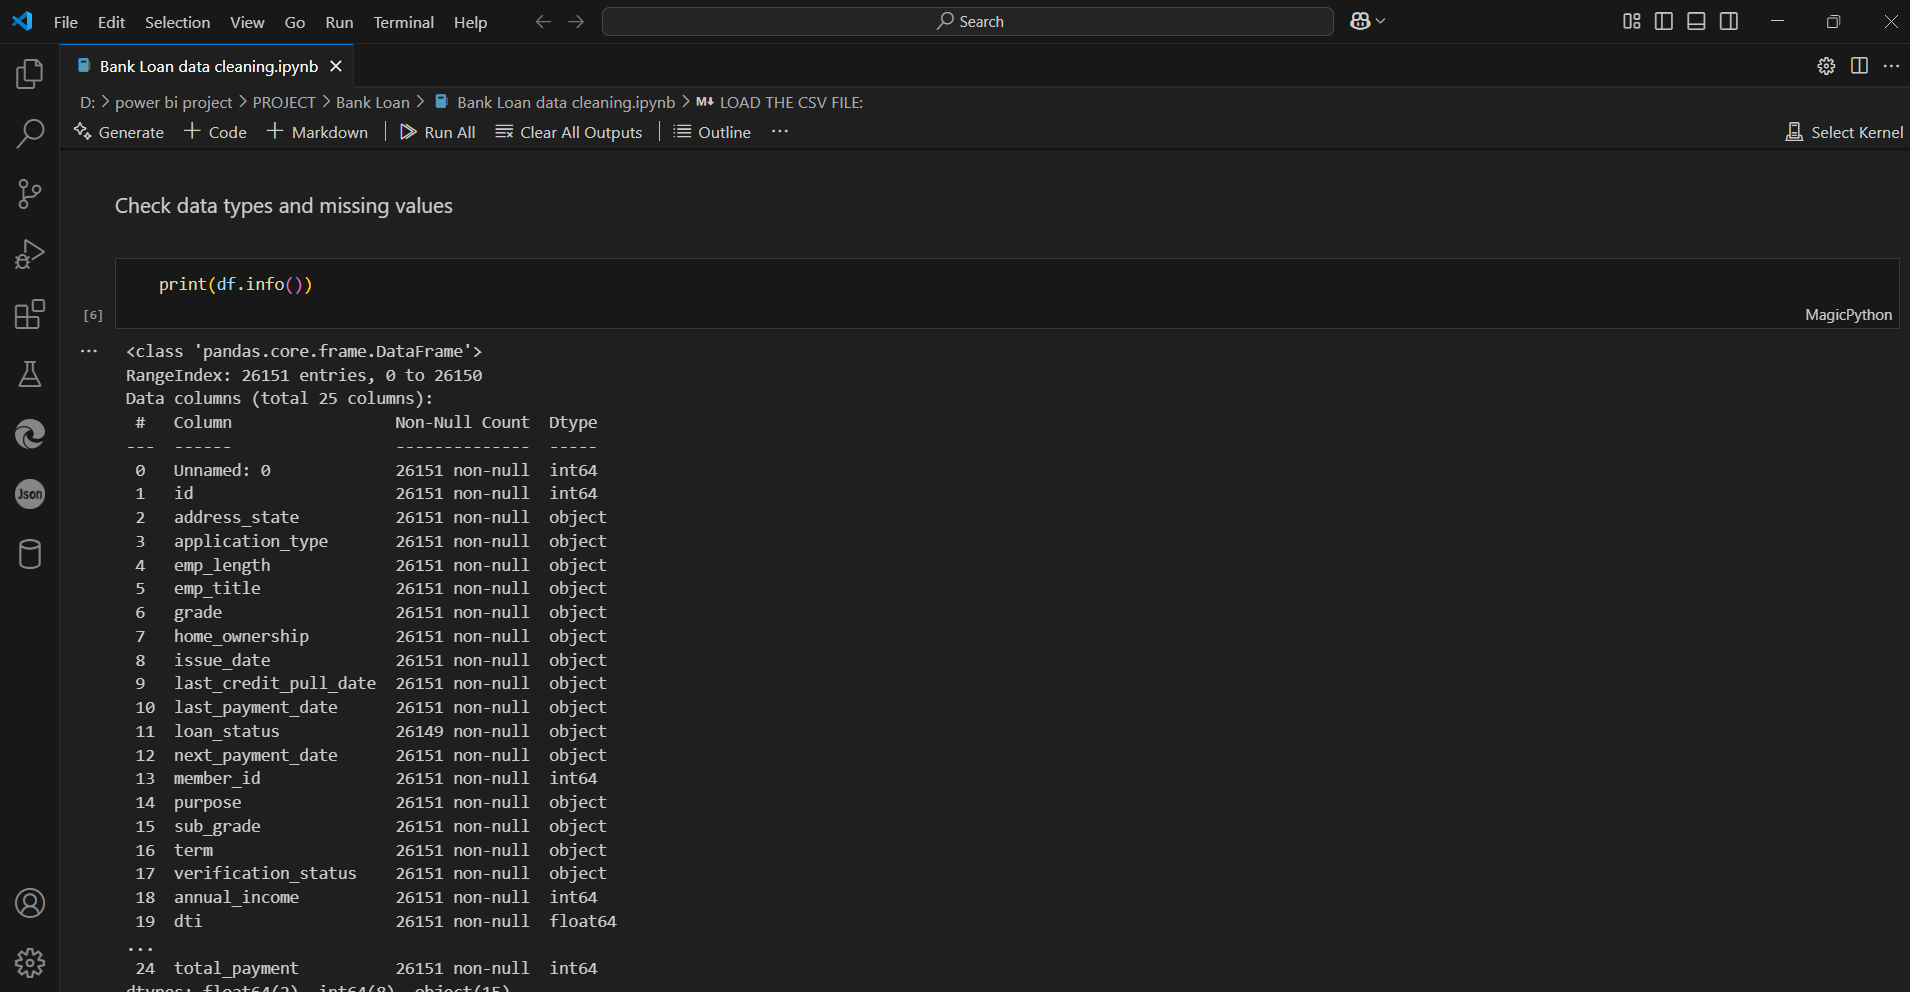 File Edit Selection View Go Run Terminal Help Search
Bank Loan data cleaning.ipynb
D: > power bi project > PROJECT > Bank Loan > Bank Loan data cleaning.ipynb > M↓ LOAD THE CSV FILE:
Generate + Code + Markdown Run All Clear All Outputs Outline ... Select Kernel
Check data types and missing values
print(df.info())
[6]
MagicPython
... <class 'pandas.core.frame.DataFrame'>
RangeIndex: 26151 entries, 0 to 26150
Data columns (total 25 columns):
# Column Non-Null Count Dtype
--- ------ -------------- -----
0 Unnamed: 0 26151 non-null int64
1 id 26151 non-null int64
2 address_state 26151 non-null object
3 application_type 26151 non-null object
4 emp_length 26151 non-null object
5 emp_title 26151 non-null object
6 grade 26151 non-null object
7 home_ownership 26151 non-null object
8 issue_date 26151 non-null object
9 last_credit_pull_date 26151 non-null object
10 last_payment_date 26151 non-null object
Json
11 loan_status 26149 non-null object
12 next_payment_date 26151 non-null object
13 member_id 26151 non-null int64
14 purpose 26151 non-null object
15 sub_grade 26151 non-null object
16 term 26151 non-null object
17 verification_status 26151 non-null object
18 annual_income 26151 non-null int64
19 dti 26151 non-null float64
...
24 total_payment 26151 non-null int64
dtypes: float64(2), int64(8), object(15)